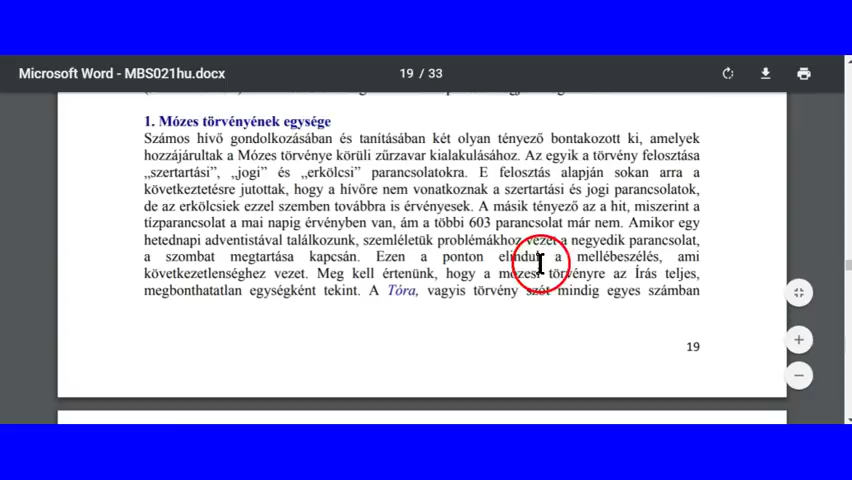 Microsoft Word - MBS021hu.docx
19 / 33
1. Mózes törvényének egysége
Számos hívő gondolkozásában és tanításában két olyan tényező bontakozott ki, amelyek
hozzájárultak a Mózes törvénye körüli zűrzavar kialakulásához. Az egyik a törvény felosztása
„szertartási”, „jogi” és „erkölcsi” parancsolatokra. E felosztás alapján sokan arra a
következtetésre jutottak, hogy a hívőre nem vonatkoznak a szertartási és jogi parancsolatok,
de az erkölcsiek ezzel szemben továbbra is érvényesek. A másik tényező az a hit, miszerint a
tízparancsolat a mai napig érvényben van, ám a többi 603 parancsolat már nem. Amikor egy
hetednapi adventistával találkozunk, szemléletük problémákhoz vezet a negyedik parancsolat,
a szombat megtartása kapcsán. Ezen a ponton elindul a mellébeszélés, ami
következetlenséghez vezet. Meg kell értenünk, hogy a mózesi törvényre az Írás teljes,
megbonthatatlan egységként tekint. A Tóra, vagyis törvény szót mindig egyes számban
19